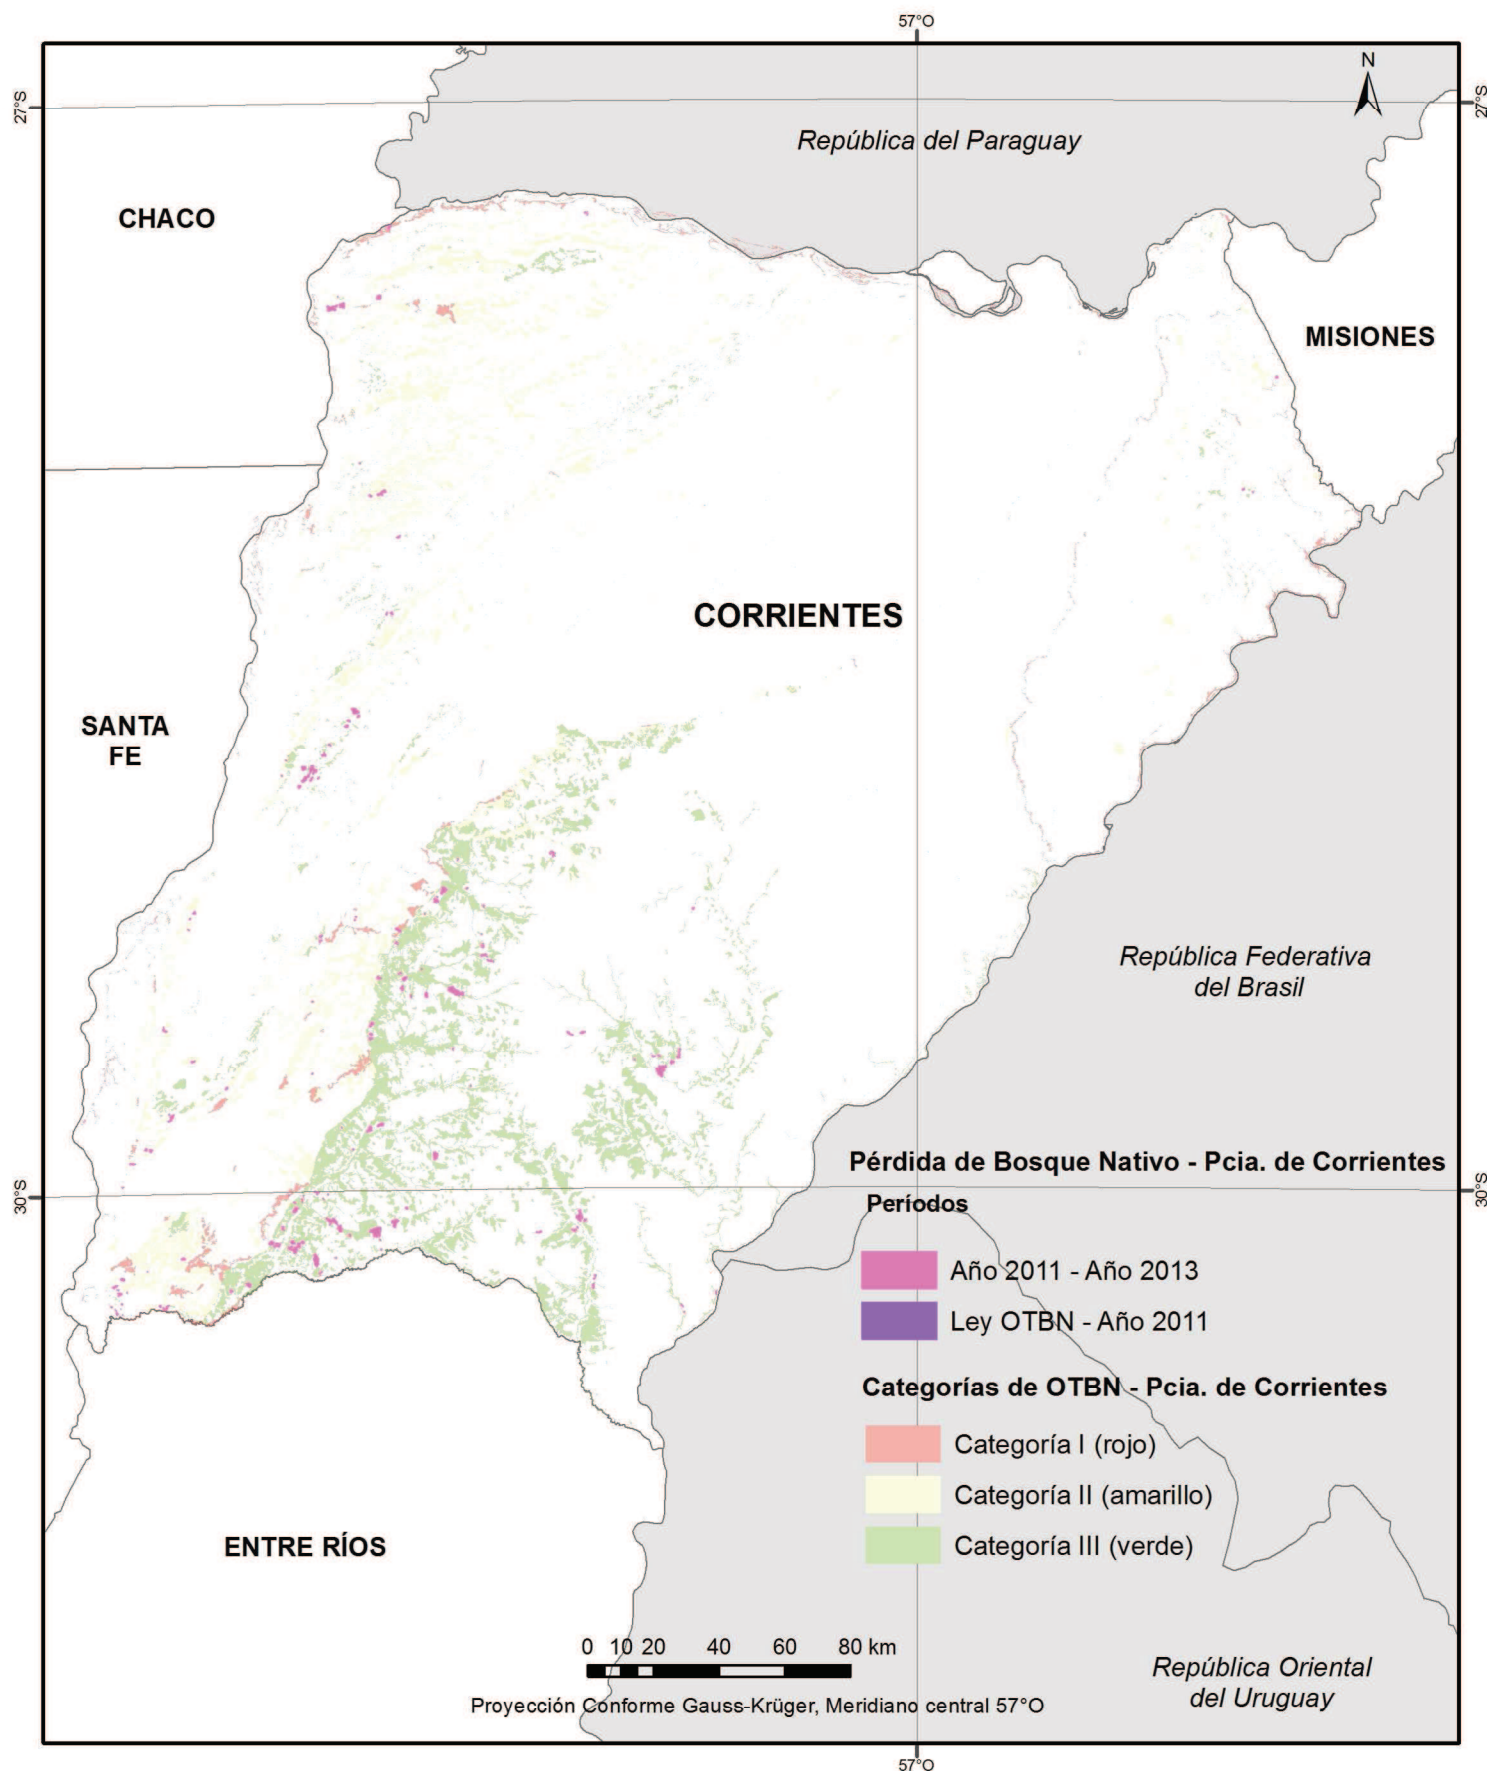 57°O
N
27°S
27°S
República del Paraguay
CHACO
MISIONES
CORRIENTES
SANTA
FE
República Federativa
del Brasil
Pérdida de Bosque Nativo - Pcia. de Corrientes
30°S
30°S
Períodos
Año 2011 - Año 2013
Ley OTBN - Año 2011
Categorías de OTBN - Pcia. de Corrientes
Categoría I (rojo)
Categoría II (amarillo)
Categoría III (verde)
ENTRE RÍOS
0 10 20 40 60 80 km
República Oriental
del Uruguay
Proyección Conforme Gauss-Krüger, Meridiano central 57°O
57°O